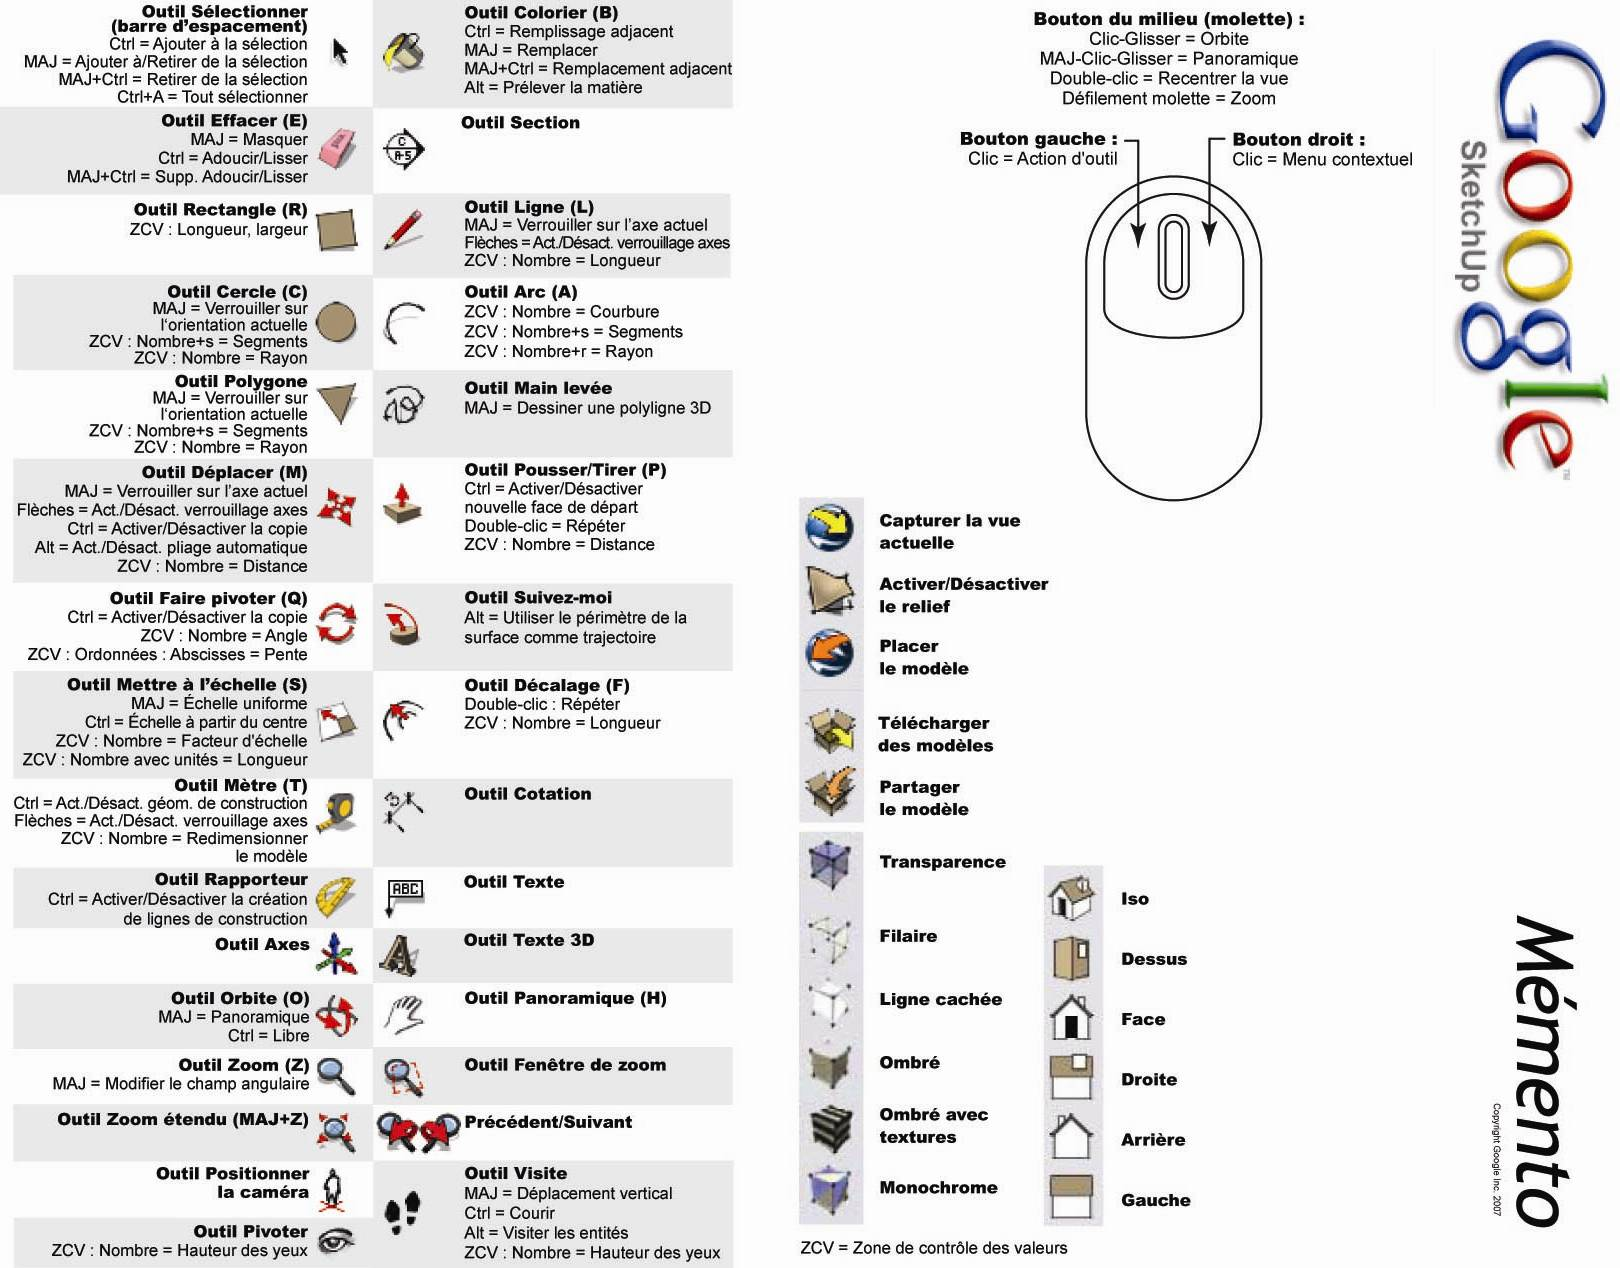 Outil Sélectionner
(barre d'espacement)
Ctrl = Ajouter à la sélection
MAJ = Ajouter à/Retirer de la sélection
MAJ+Ctrl = Retirer de la sélection
Ctrl+A = Tout sélectionner
Outil Effacer (E)
MAJ = Masquer
Ctrl = Adoucir/Lisser
MAJ+Ctrl = Supp. Adoucir/Lisser
Outil Rectangle (R)
ZCV : Longueur, largeur
Outil Cercle (C)
MAJ = Verrouiller sur
l'orientation actuelle
ZCV : Nombre+s = Segments
ZCV : Nombre = Rayon
Outil Polygone
MAJ = Verrouiller sur
l'orientation actuelle
ZCV : Nombre+s = Segments
ZCV : Nombre = Rayon
Outil Déplacer (M)
MAJ = Verrouiller sur l'axe actuel
Flèches = Act./Désact. verrouillage axes
Ctrl = Activer/Désactiver la copie
Alt = Act./Désact. pliage automatique
ZCV : Nombre = Distance
Outil Faire pivoter (Q)
Ctrl = Activer/Désactiver la copie
ZCV : Nombre = Angle
ZCV : Ordonnées : Abscisses = Pente
Outil Mettre à l'échelle (S)
MAJ = Échelle uniforme
Ctrl = Échelle à partir du centre
ZCV : Nombre = Facteur d'échelle
ZCV : Nombre avec unités = Longueur
Outil Mètre (T)
Ctrl = Act./Désact. géom. de construction
Flèches = Act./Désact. verrouillage axes
ZCV : Nombre = Redimensionner
le modèle
Outil Rapporteur
Ctrl = Activer/Désactiver la création
de lignes de construction
Outil Axes
Outil Orbite (O)
MAJ = Panoramique
Ctrl = Libre
Outil Zoom (Z)
MAJ = Modifier le champ angulaire
Outil Zoom étendu (MAJ+Z)
Outil Positionner
la caméra
Outil Pivoter
ZCV : Nombre = Hauteur des yeux
Outil Colorier (B)
Ctrl = Remplissage adjacent
MAJ = Remplacer
MAJ+Ctrl = Remplacement adjacent
Alt = Prélever la matière
C
A-5
Outil Section
Outil Ligne (L)
MAJ = Verrouiller sur l'axe actuel
Flèches = Act./Désact. verrouillage axes
ZCV : Nombre = Longueur
Outil Arc (A)
ZCV : Nombre = Courbure
ZCV : Nombre+s = Segments
ZCV : Nombre+r = Rayon
Outil Main levée
MAJ = Dessiner une polyligne 3D
Outil Pousser/Tirer (P)
Ctrl = Activer/Désactiver
nouvelle face de départ
Double-clic = Répéter
ZCV : Nombre = Distance
Outil Suivez-moi
Alt = Utiliser le périmètre de la
surface comme trajectoire
Outil Décalage (F)
Double-clic : Répéter
ZCV : Nombre = Longueur
Outil Cotation
ABC
Outil Texte
A
Outil Texte 3D
Outil Panoramique (H)
Outil Fenêtre de zoom
Précédent/Suivant
Outil Visite
MAJ = Déplacement vertical
Ctrl = Courir
Alt = Visiter les entités
ZCV : Nombre = Hauteur des yeux
Bouton du milieu (molette) :
Clic-Glisser = Orbite
MAJ-Clic-Glisser = Panoramique
Double-clic = Recentrer la vue
Défilement molette = Zoom
Bouton gauche :
Clic = Action d'outil
Bouton droit :
Clic = Menu contextuel
Capturer la vue
actuelle
Activer/Désactiver
le relief
Placer
le modèle
Télécharger
des modèles
Partager
le modèle
Transparence
Filaire
Ligne cachée
Ombré
Ombré avec
textures
Monochrome
Iso
Dessus
Face
Droite
Arrière
Gauche
ZCV = Zone de contrôle des valeurs
Google™
SketchUp
Mémento
Copyright Google Inc. 2007